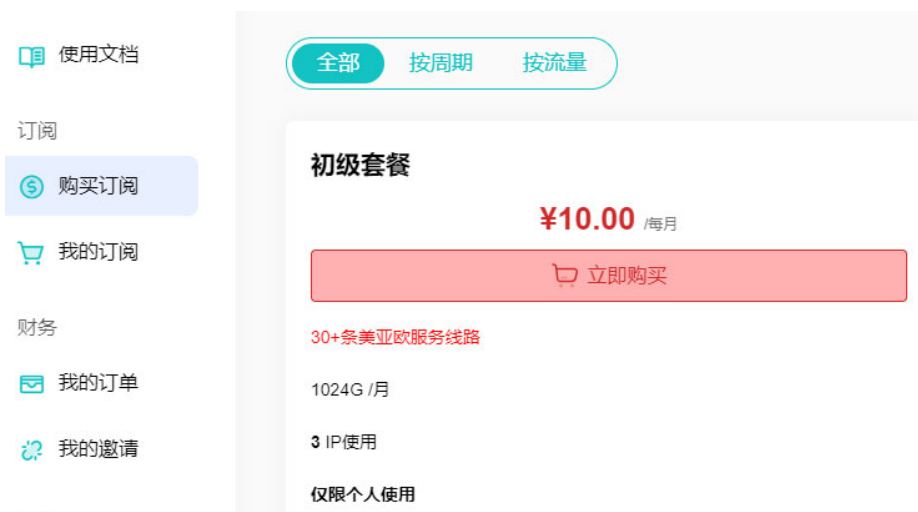 使用文档
全部 按周期 按流量
订阅
购买订阅
我的订阅
财务
我的订单
我的邀请
初级套餐
¥10.00 /每月
立即购买
30+条美亚欧服务线路
1024G /月
3 IP使用
仅限个人使用